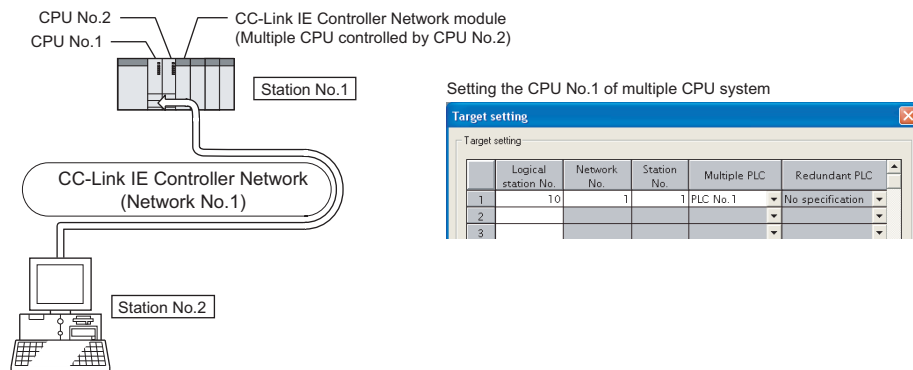 CPU No.2
CPU No.1
CC-Link IE Controller Network module
(Multiple CPU controlled by CPU No.2)
Station No.1
CC-Link IE Controller Network
(Network No.1)
Station No.2
Setting the CPU No.1 of multiple CPU system
Target setting
Target setting
Logical station No. Network No. Station No. Multiple PLC Redundant PLC
1 10 1 1 PLC No.1 No specification
2
3